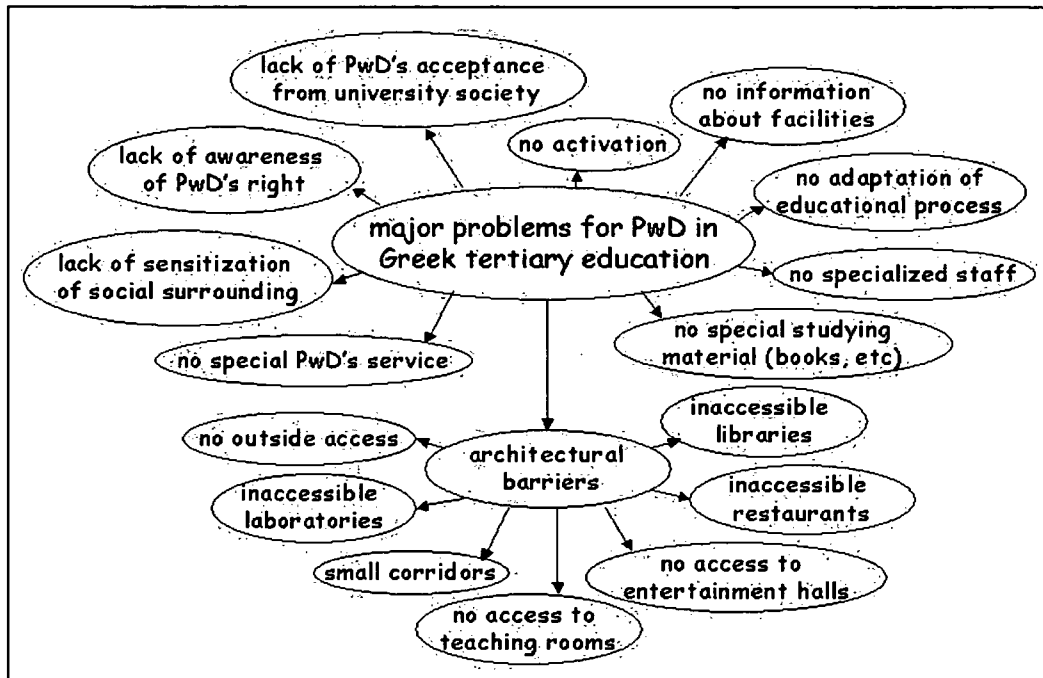 lack of PwD's acceptance
from university society
no information
about facilities
no activation
lack of awareness
of PwD's right
no adaptation of
educational process
major problems for PwD in
Greek tertiary education
lack of sensitization
of social surrounding
no specialized staff
no special studying
material (books, etc)
no special PwD's service
inaccessible
libraries
no outside access
architectural
barriers
inaccessible
laboratories
inaccessible
restaurants
small corridors
no access to
entertainment halls
no access to
teaching rooms